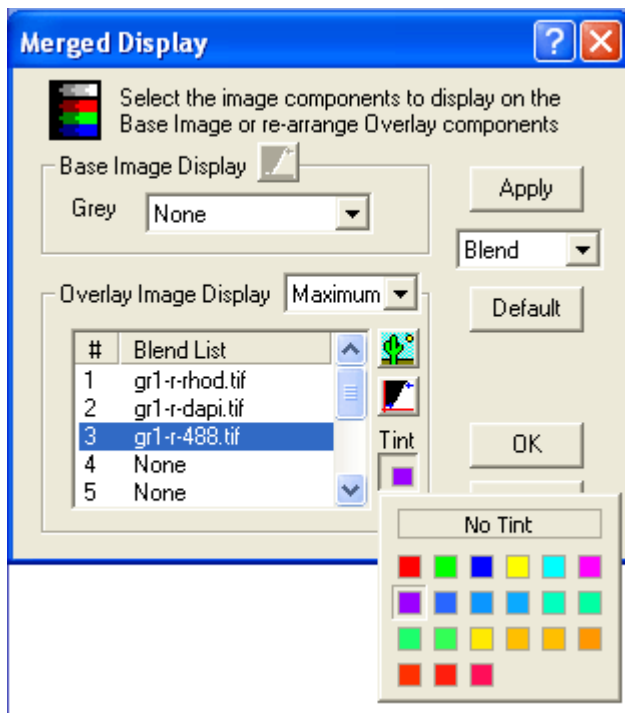 Merged Display
Select the image components to display on the
Base Image or re-arrange Overlay components
Base Image Display
Grey None
Apply
Blend
Overlay Image Display Maximum
Default
# Blend List
1 gr1-r-rhod.tif
2 gr1-r-dapi.tif
3 gr1-r-488.tif
4 None
5 None
Tint
OK
No Tint